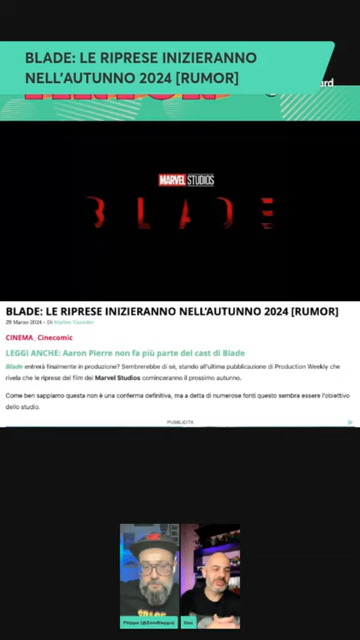 BLADE: LE RIPRESE INIZIERANNO
NELL'AUTUNNO 2024 [RUMOR]
MARVEL STUDIOS
BLADE
BLADE: LE RIPRESE INIZIERANNO NELL'AUTUNNO 2024 [RUMOR]
29 Marzo 2024 - Di
CINEMA, Cinecomic
LEGGI ANCHE: Aaron Pierre non fa più parte del cast di Blade
Blade entrerà finalmente in produzione? Sembrerebbe di sè, stando all'ultima pubblicazione di Production Weekly che
rivela che le riprese del film dei Marvel Studios cominceranno il prossimo autunno.
Come ben sappiamo questa non è una conferma definitiva, ma a detta di numerose fonti questo sembra essere l'obiettivo
dello studio.
PUBBLICITÀ